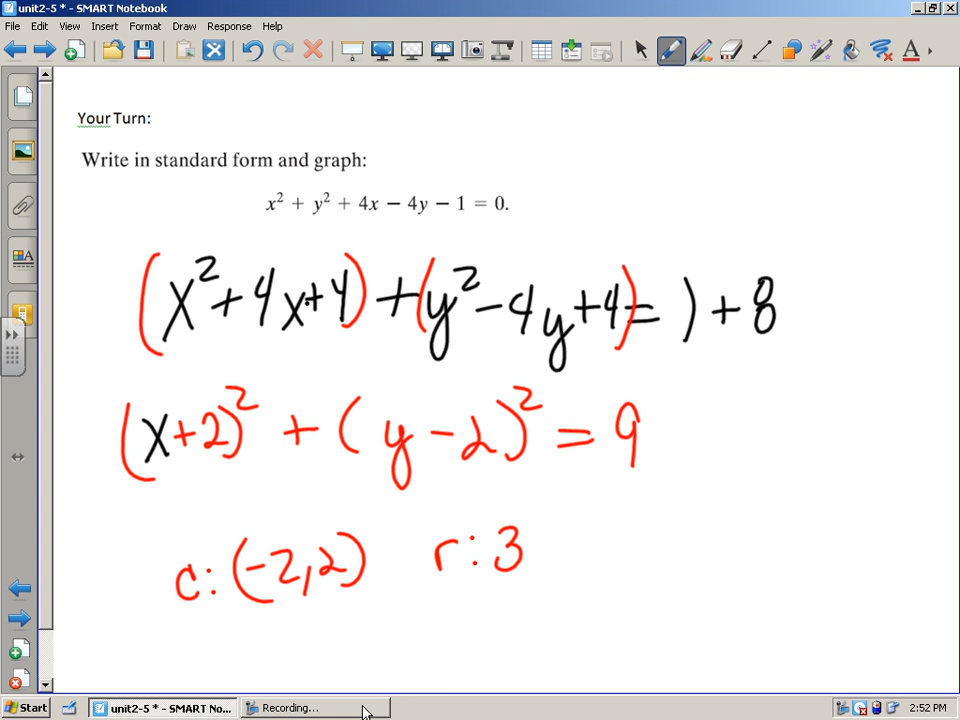 unit2-5 * - SMART Notebook
File Edit View Insert Format Draw Response Help
Your Turn:
Write in standard form and graph:
x² + y² + 4x − 4y − 1 = 0.
(x²+4x+4) + (y²-4y+4)= ) + 8
(x+2)² + ( y - 2)² = 9
c: (-2,2) r: 3
Start unit2-5 * - SMART No... Recording... 2:52 PM